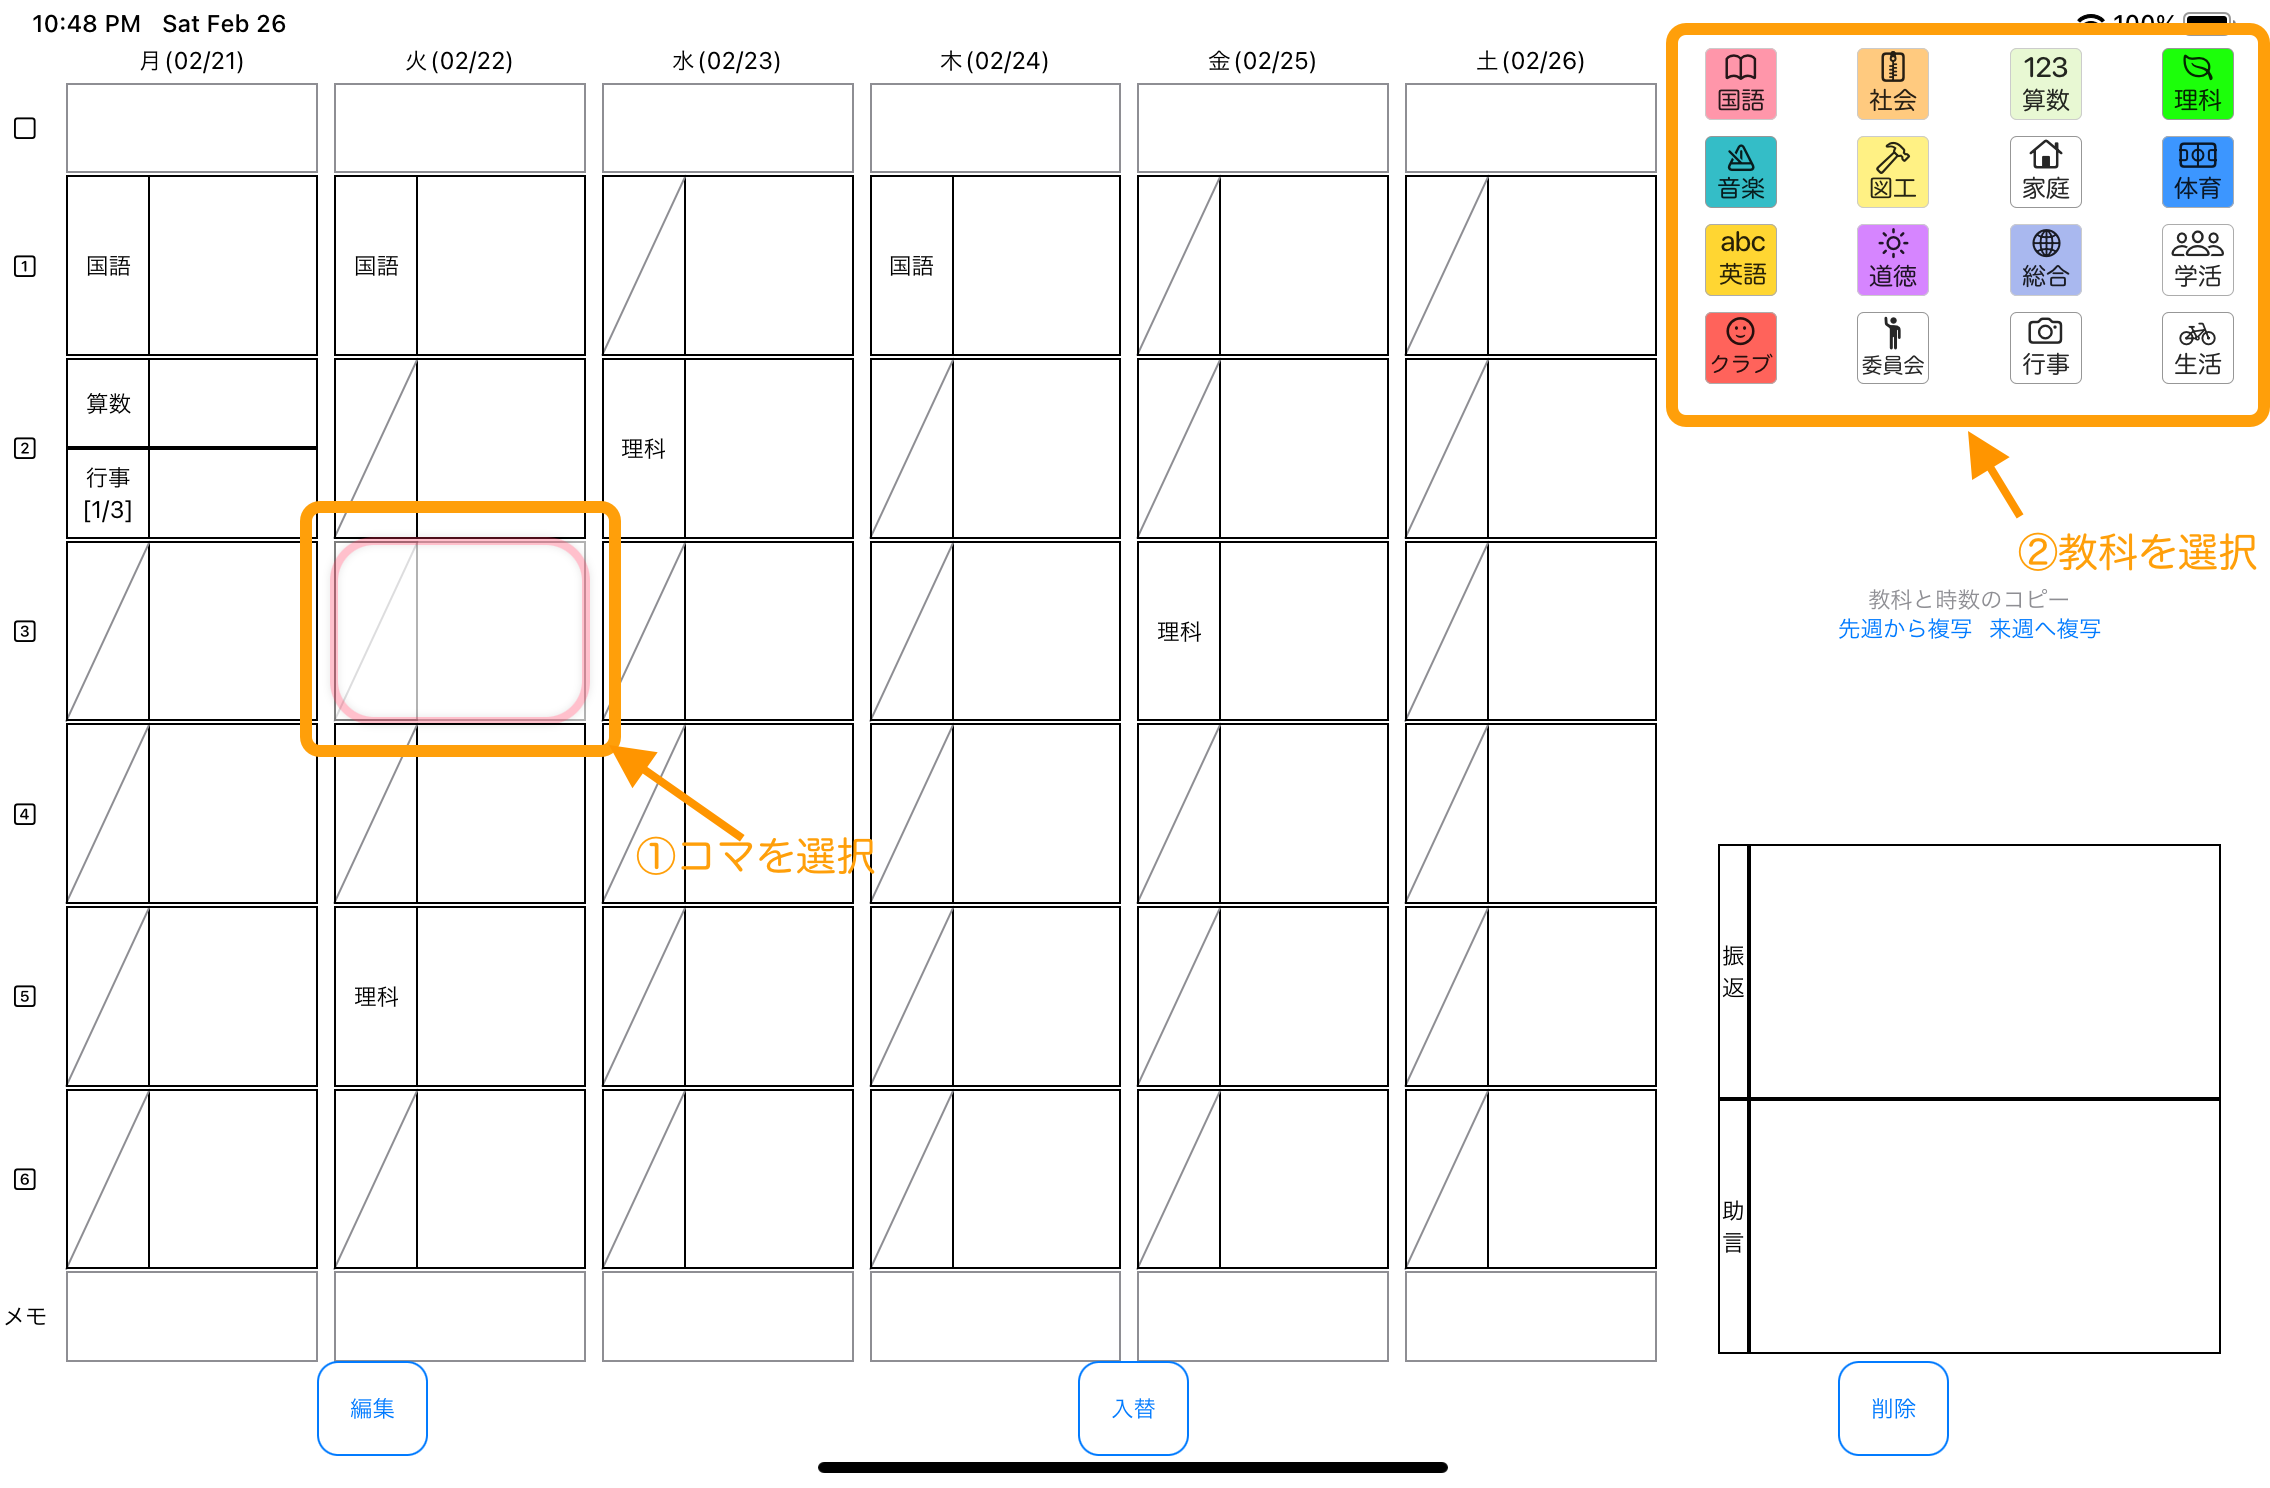 10:48 PM Sat Feb 26
100%
月(02/21) 火(02/22) 水(02/23) 木(02/24) 金(02/25) 土(02/26)
1
国語 国語 国語
2
算数
行事
[1/3]
理科
3
理科
4
①コマを選択
5
理科
6
メモ
国語 社会 123 算数 理科
音楽 図工 家庭 体育
abc 英語 道徳 総合 学活
クラブ 委員会 行事 生活
②教科を選択
教科と時数のコピー
先週から複写 来週へ複写
振返
助言
編集 入替 削除